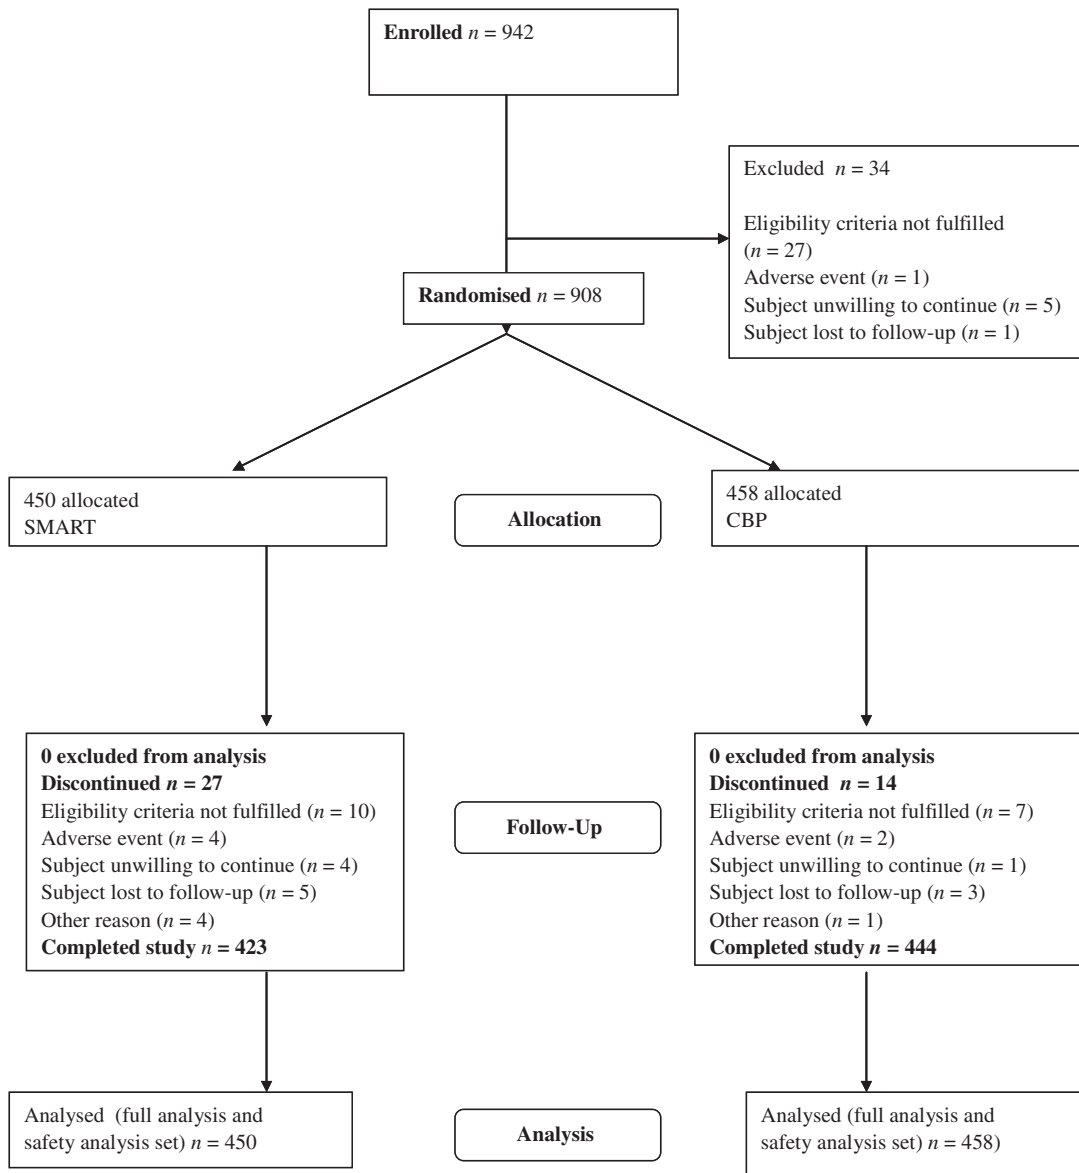 Enrolled n = 942
Excluded n = 34
Eligibility criteria not fulfilled
(n = 27)
Adverse event (n = 1)
Subject unwilling to continue (n = 5)
Subject lost to follow-up (n = 1)
Randomised n = 908
450 allocated
SMART
Allocation
458 allocated
CBP
0 excluded from analysis
Discontinued n = 27
Eligibility criteria not fulfilled (n = 10)
Adverse event (n = 4)
Subject unwilling to continue (n = 4)
Subject lost to follow-up (n = 5)
Other reason (n = 4)
Completed study n = 423
Follow-Up
0 excluded from analysis
Discontinued n = 14
Eligibility criteria not fulfilled (n = 7)
Adverse event (n = 2)
Subject unwilling to continue (n = 1)
Subject lost to follow-up (n = 3)
Other reason (n = 1)
Completed study n = 444
Analysed (full analysis and
safety analysis set) n = 450
Analysis
Analysed (full analysis and
safety analysis set) n = 458)